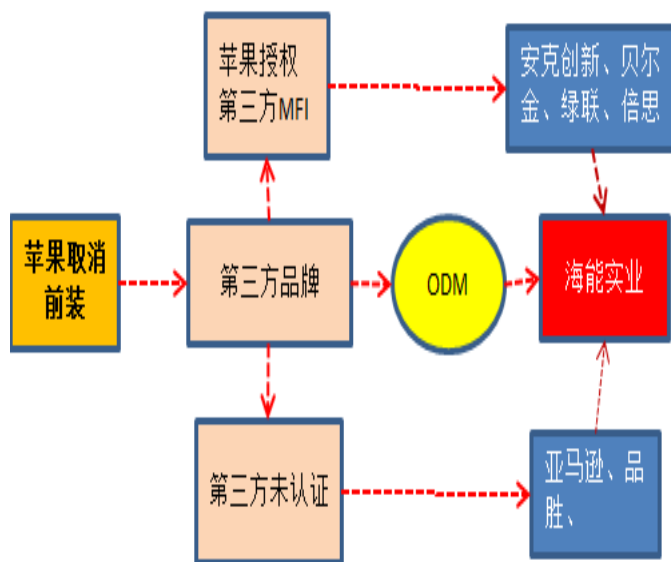 苹果授权
第三方MFI
安克创新、贝尔
金、绿联、倍思
苹果取消
前装
第三方品牌
ODM
海能实业
第三方未认证
亚马逊、品
胜、